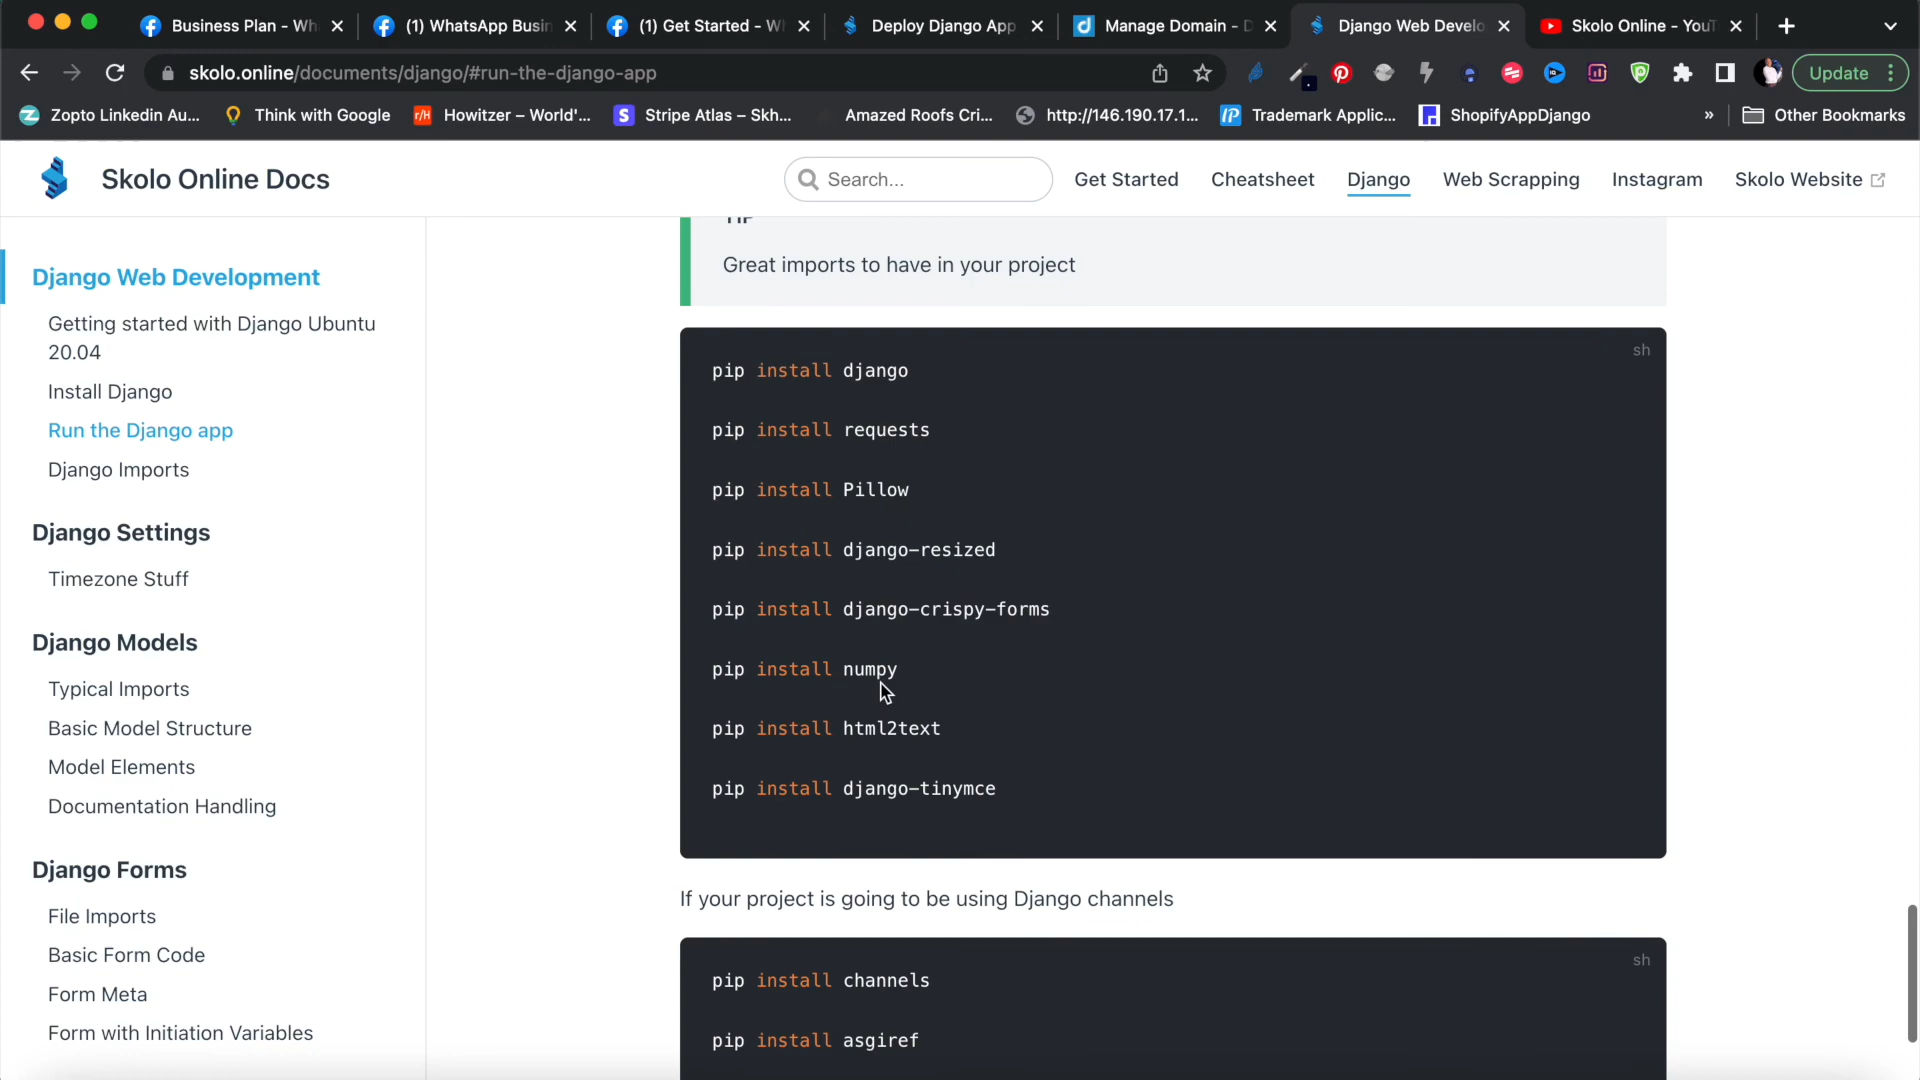 Business Plan - Wh
(1) WhatsApp Busin
(1) Get Started - W
Deploy Django App
Manage Domain - D
Django Web Develo
Skolo Online - YouT
skolo.online/documents/django/#run-the-django-app
Update
Zopto Linkedin Au...
Think with Google
r/H
Howitzer – World'...
S
Stripe Atlas – Skh...
Amazed Roofs Cri...
http://146.190.17.1...
IP
Trademark Applic...
ShopifyAppDjango
»
Other Bookmarks
Skolo Online Docs
Search...
Get Started
Cheatsheet
Django
Web Scrapping
Instagram
Skolo Website
Django Web Development
Getting started with Django Ubuntu
20.04
Install Django
Run the Django app
Django Imports
Django Settings
Timezone Stuff
Django Models
Typical Imports
Basic Model Structure
Model Elements
Documentation Handling
Django Forms
File Imports
Basic Form Code
Form Meta
Form with Initiation Variables
TIP
Great imports to have in your project
sh
pip install django
pip install requests
pip install Pillow
pip install django-resized
pip install django-crispy-forms
pip install numpy
pip install html2text
pip install django-tinymce
If your project is going to be using Django channels
sh
pip install channels
pip install asgiref